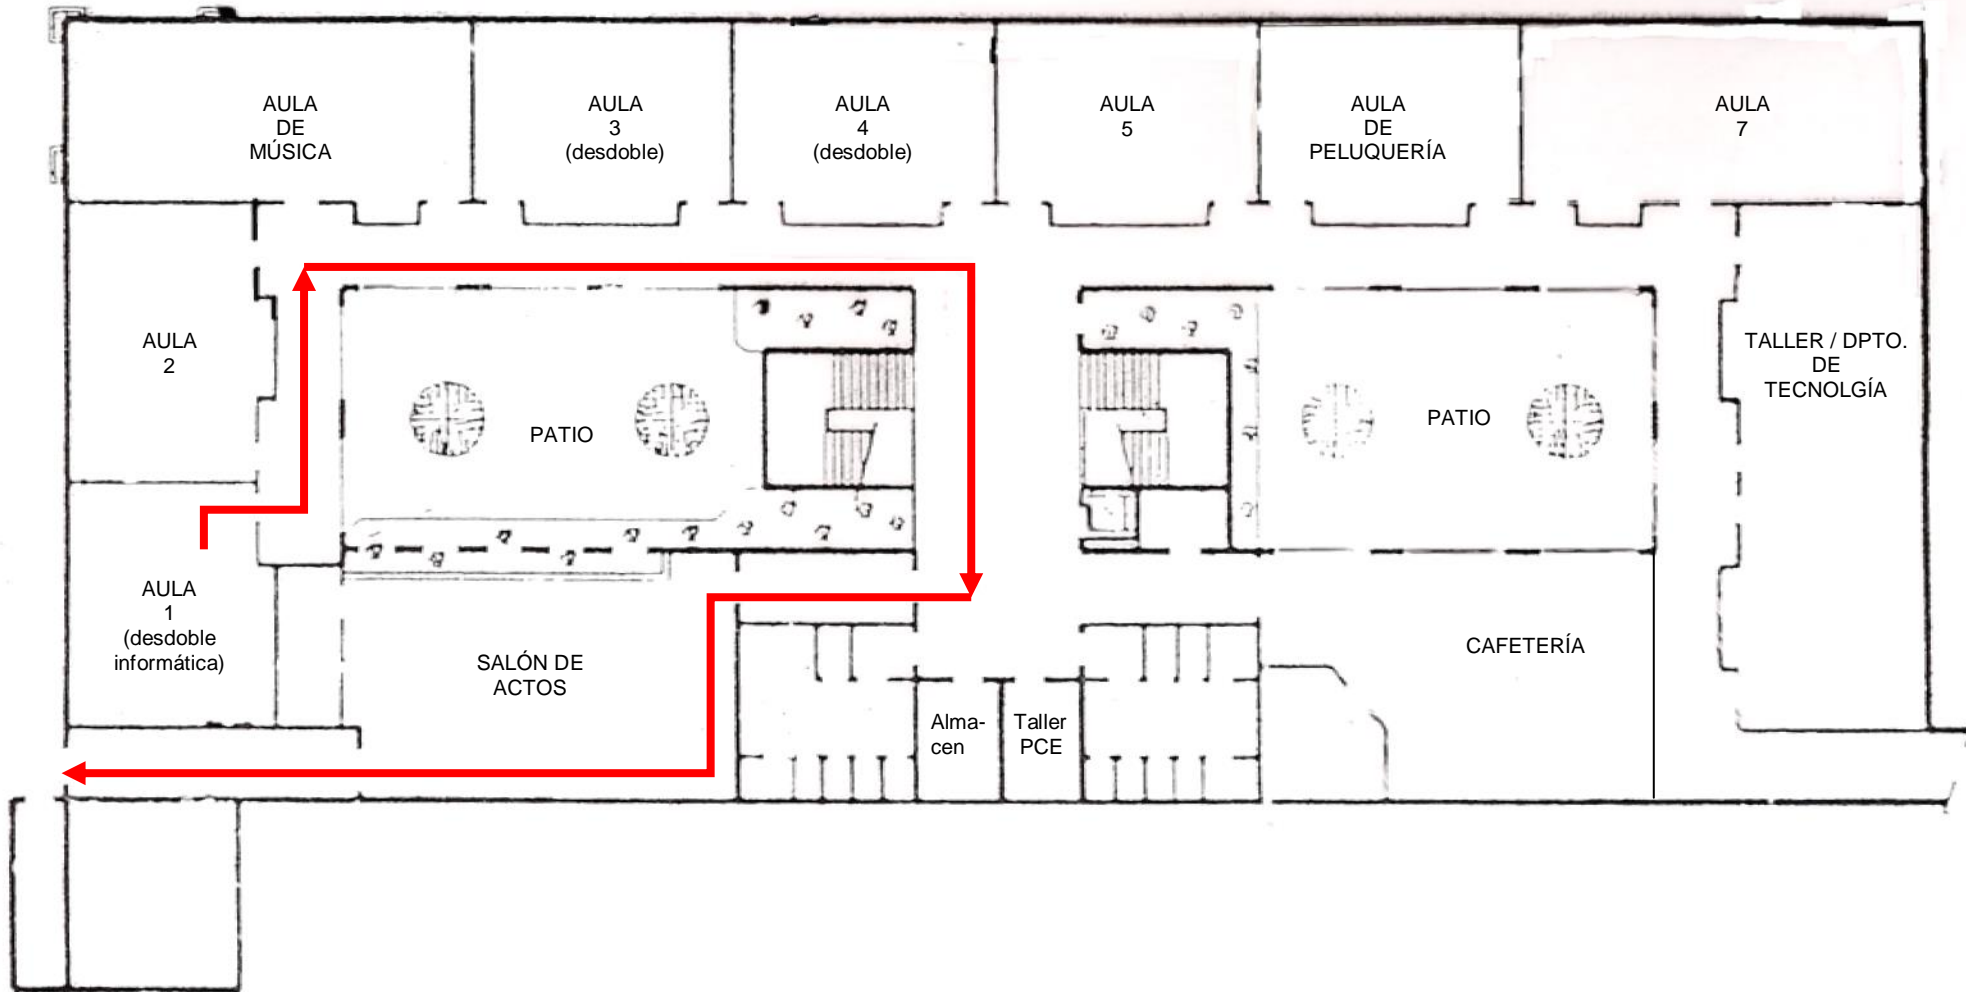 AULA
DE
MÚSICA
AULA
3
(desdoble)
AULA
4
(desdoble)
AULA
5
AULA
DE
PELUQUERÍA
AULA
7
AULA
2
PATIO
PATIO
TALLER / DPTO.
DE
TECNOLGÍA
AULA
1
(desdoble
informática)
SALÓN DE
ACTOS
CAFETERÍA
Alma-
cen
Taller
PCE